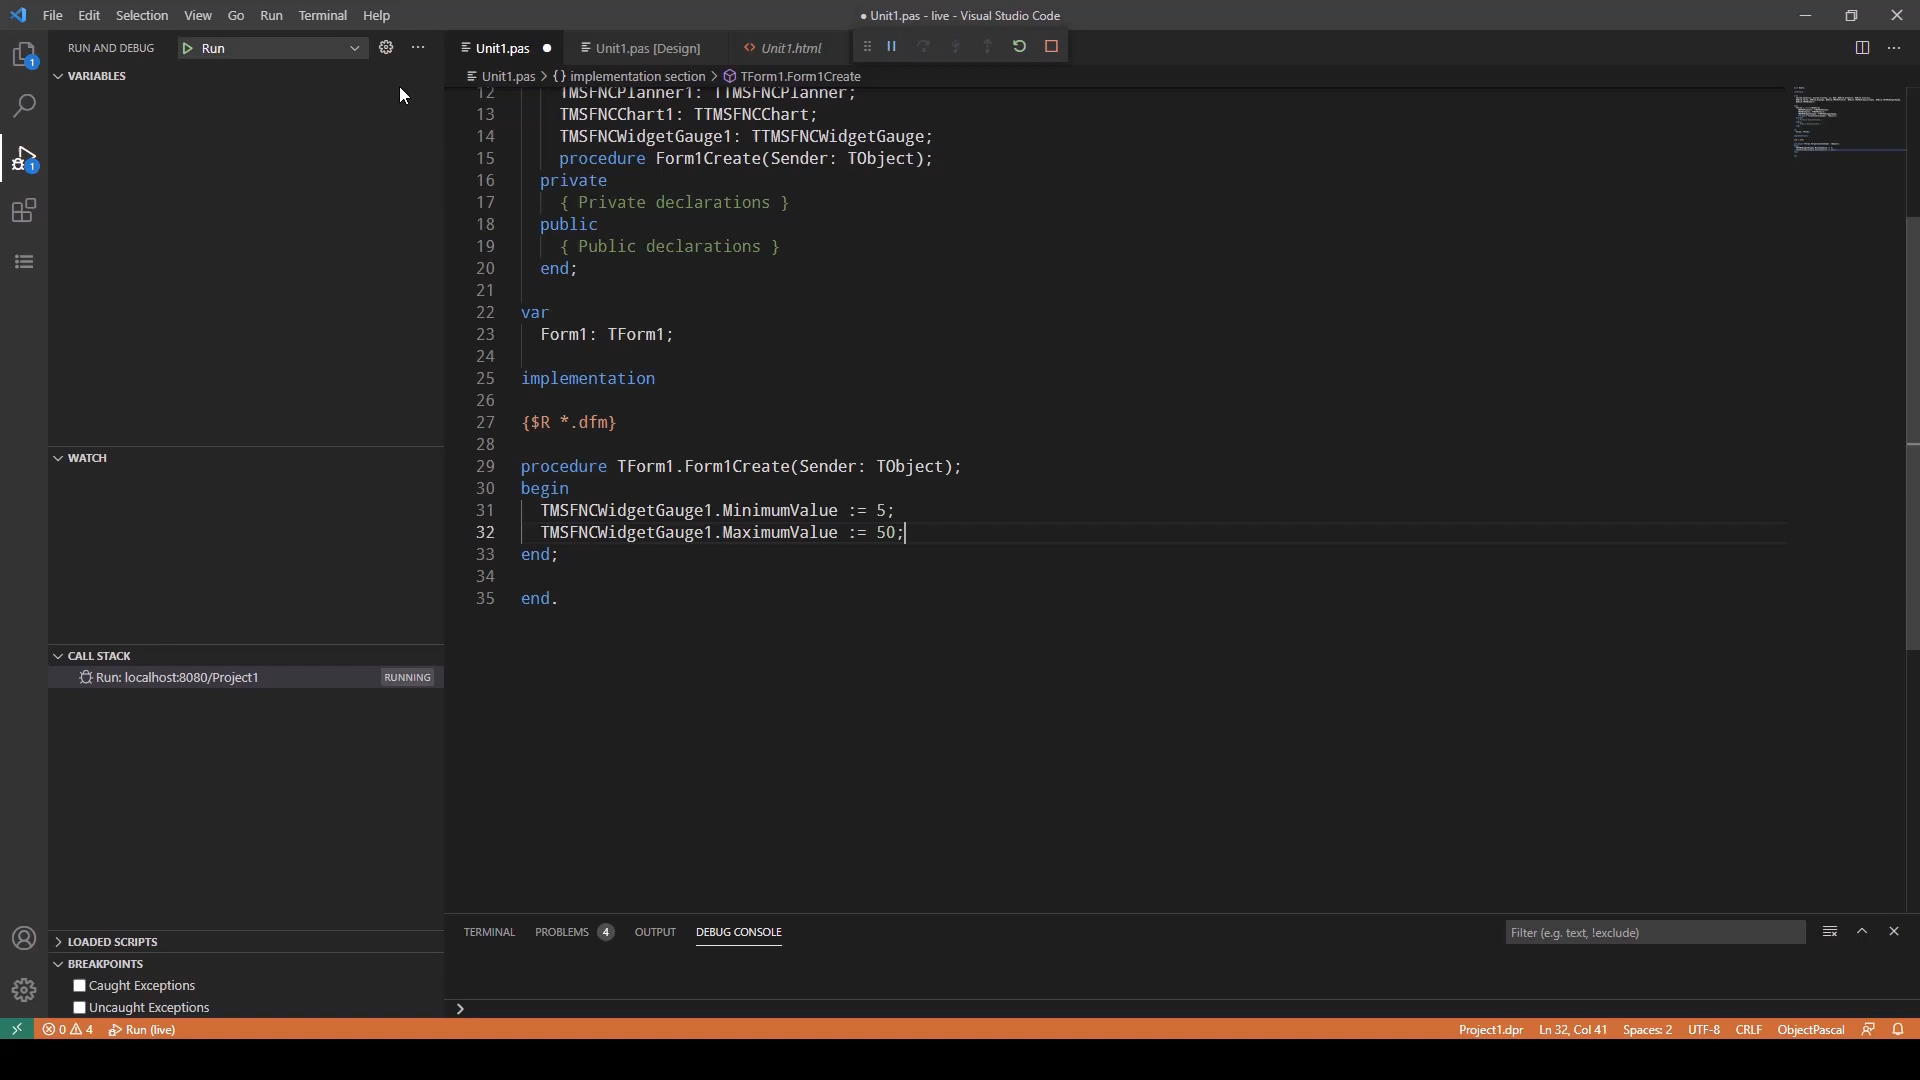 File Edit Selection View Go Run Terminal Help
● Unit1.pas - live - Visual Studio Code
RUN AND DEBUG Run
Unit1.pas Unit1.pas [Design] Unit1.html
Unit1.pas > {} implementation section > TForm1.Form1Create
VARIABLES
12 TMSFNCPlanner1: TTMSFNCPlanner;
13 TMSFNCChart1: TTMSFNCChart;
14 TMSFNCWidgetGauge1: TTMSFNCWidgetGauge;
15 procedure Form1Create(Sender: TObject);
16 private
17 { Private declarations }
18 public
19 { Public declarations }
20 end;
21
22 var
23 Form1: TForm1;
24
25 implementation
26
27 {$R *.dfm}
28
29 procedure TForm1.Form1Create(Sender: TObject);
30 begin
31 TMSFNCWidgetGauge1.MinimumValue := 5;
32 TMSFNCWidgetGauge1.MaximumValue := 50;
33 end;
34
35 end.
WATCH
CALL STACK
Run: localhost:8080/Project1 RUNNING
LOADED SCRIPTS
BREAKPOINTS
Caught Exceptions
Uncaught Exceptions
1
1
TERMINAL PROBLEMS 4 OUTPUT DEBUG CONSOLE
Filter (e.g. text, !exclude)
>
0 4 Run (live)
Project1.dpr Ln 32, Col 41 Spaces: 2 UTF-8 CRLF ObjectPascal